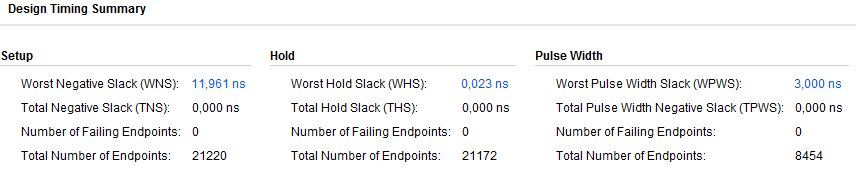 Design Timing Summary
Setup Hold Pulse Width
Worst Negative Slack (WNS): 11,961 ns Worst Hold Slack (WHS): 0,023 ns Worst Pulse Width Slack (WPWS): 3,000 ns
Total Negative Slack (TNS): 0,000 ns Total Hold Slack (THS): 0,000 ns Total Pulse Width Negative Slack (TPWS): 0,000 ns
Number of Failing Endpoints: 0 Number of Failing Endpoints: 0 Number of Failing Endpoints: 0
Total Number of Endpoints: 21220 Total Number of Endpoints: 21172 Total Number of Endpoints: 8454